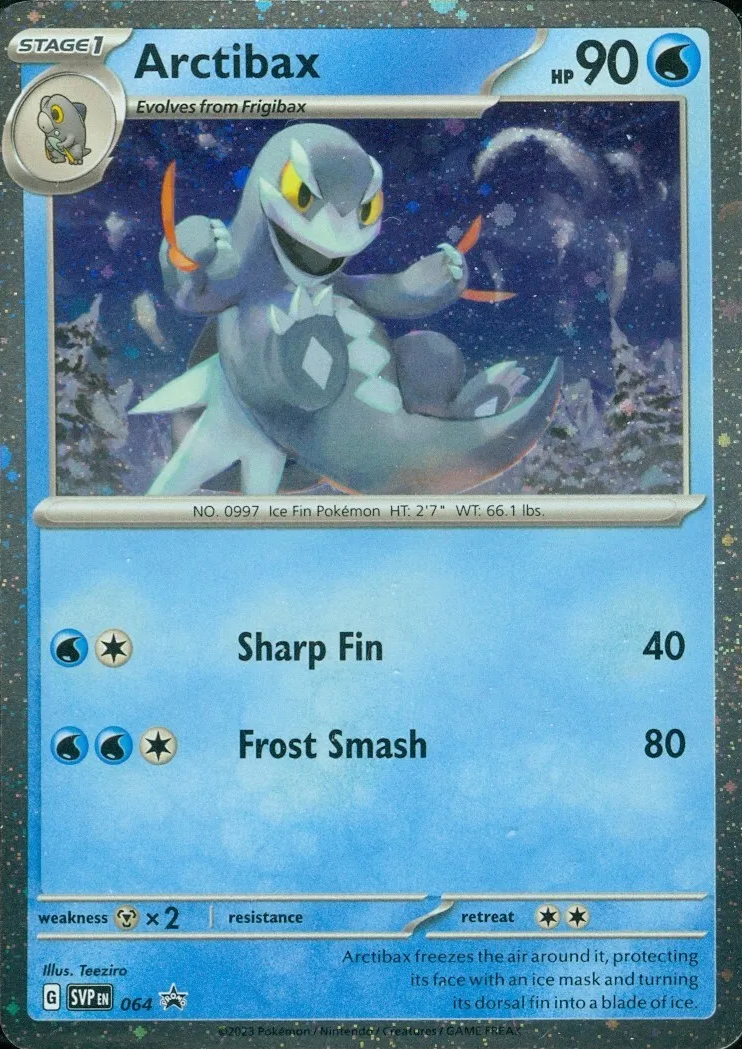 STAGE1
Arctibax
HP 90
Evolves from Frigibax
NO. 0997 Ice Fin Pokémon HT: 2'7" WT: 66.1 lbs.
Sharp Fin 40
Frost Smash 80
weakness ×2 resistance retreat
Arctibax freezes the air around it, protecting
its face with an ice mask and turning
its dorsal fin into a blade of ice.
Illus. Teeziro
G SVP EN 064 PROMO
©2023 Pokémon / Nintendo / Creatures / GAME FREAK